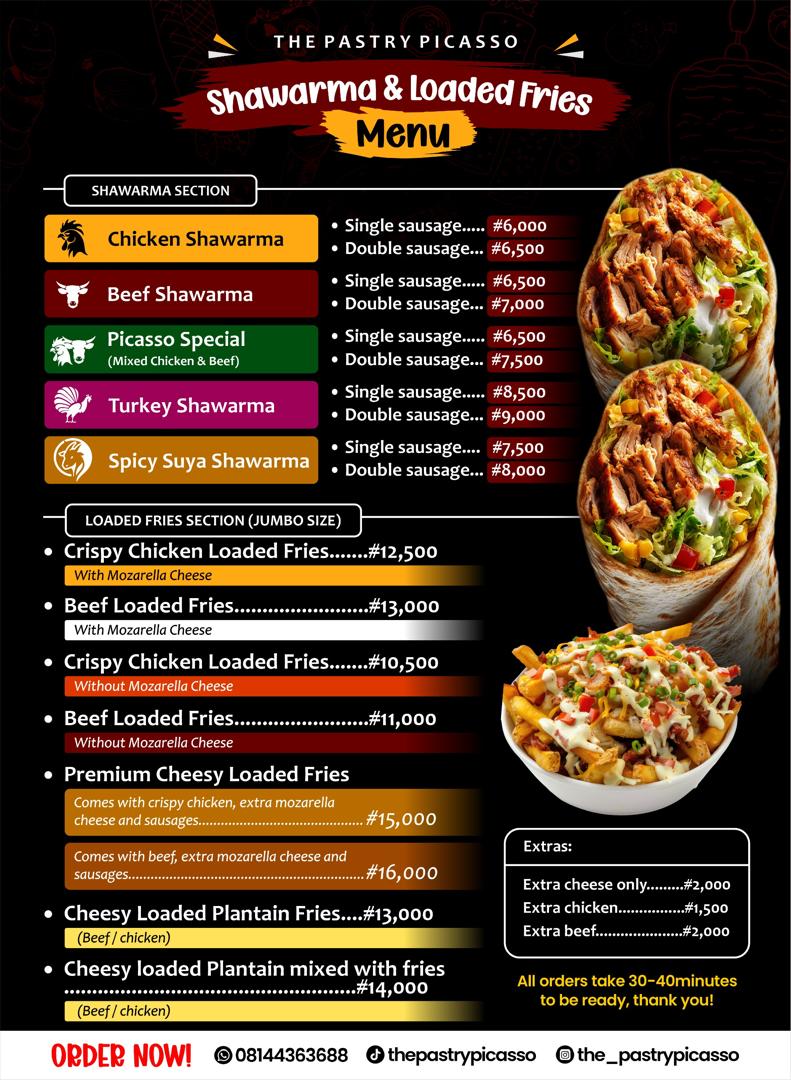 THE PASTRY PICASSO
Shawarma & Loaded Fries
Menu
SHAWARMA SECTION
Chicken Shawarma
• Single sausage..... #6,000
• Double sausage... #6,500
Beef Shawarma
• Single sausage..... #6,500
• Double sausage... #7,000
Picasso Special
(Mixed Chicken & Beef)
• Single sausage..... #6,500
• Double sausage... #7,500
Turkey Shawarma
• Single sausage..... #8,500
• Double sausage... #9,000
Spicy Suya Shawarma
• Single sausage.... #7,500
• Double sausage... #8,000
LOADED FRIES SECTION (JUMBO SIZE)
• Crispy Chicken Loaded Fries.......#12,500
With Mozarella Cheese
• Beef Loaded Fries.......................#13,000
With Mozarella Cheese
• Crispy Chicken Loaded Fries.......#10,500
Without Mozarella Cheese
• Beef Loaded Fries.......................#11,000
Without Mozarella Cheese
• Premium Cheesy Loaded Fries
Comes with crispy chicken, extra mozarella
cheese and sausages............................................. #15,000
Comes with beef, extra mozarella cheese and
sausages................................................................#16,000
• Cheesy Loaded Plantain Fries....#13,000
(Beef / chicken)
• Cheesy loaded Plantain mixed with fries
..................................................#14,000
(Beef / chicken)
Extras:
Extra cheese only.........#2,000
Extra chicken................#1,500
Extra beef.....................#2,000
All orders take 30-40minutes
to be ready, thank you!
ORDER NOW! 08144363688 thepastrypicasso the_pastrypicasso